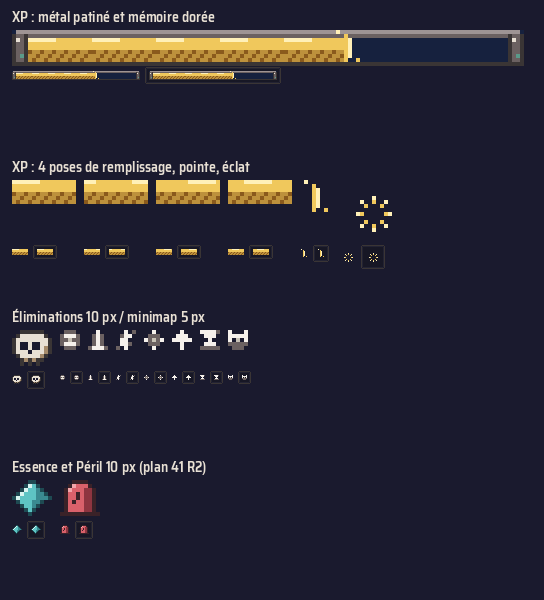 XP : métal patiné et mémoire dorée
XP : 4 poses de remplissage, pointe, éclat
Éliminations 10 px / minimap 5 px
Essence et Péril 10 px (plan 41 R2)